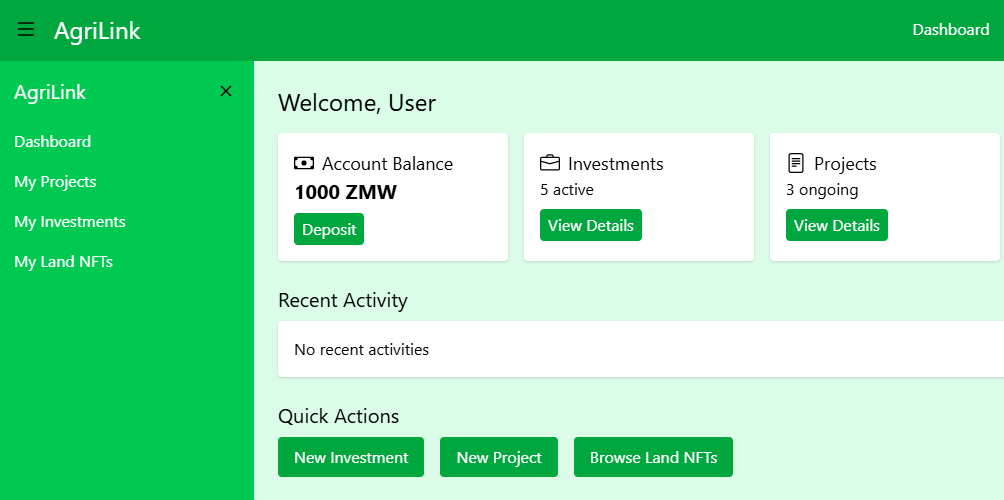 AgriLink
Dashboard
AgriLink
Dashboard
My Projects
My Investments
My Land NFTs
Welcome, User
Account Balance
1000 ZMW
Deposit
Investments
5 active
View Details
Projects
3 ongoing
View Details
Recent Activity
No recent activities
Quick Actions
New Investment
New Project
Browse Land NFTs